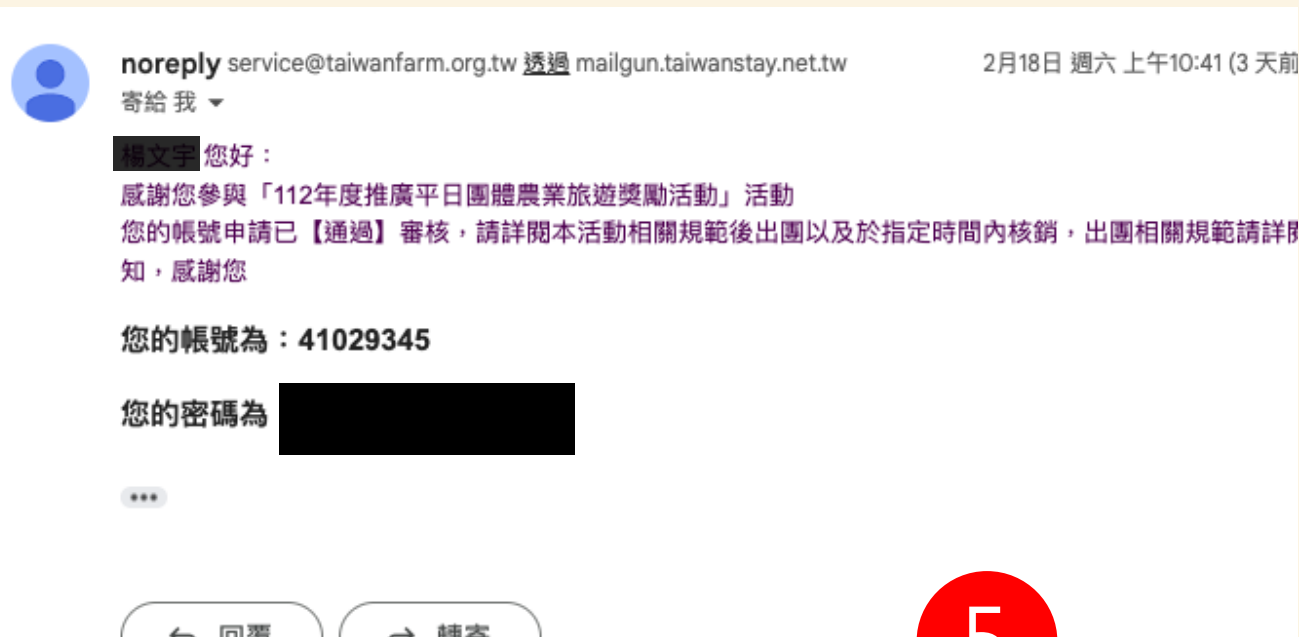 noreply service@taiwanfarm.org.tw 透過 mailgun.taiwanstay.net.tw 2月18日 週六 上午10:41 (3 天前
寄給 我
您好：
感謝您參與「112年度推廣平日團體農業旅遊獎勵活動」活動
您的帳號申請已【通過】審核，請詳閱本活動相關規範後出團以及於指定時間內核銷，出團相關規範請詳閱
知，感謝您
您的帳號為：41029345
您的密碼為
回覆 轉寄
5